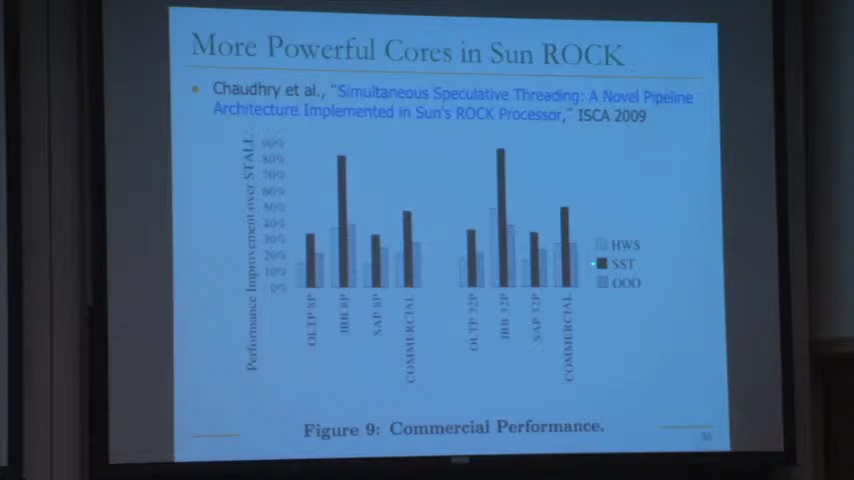 More Powerful Cores in Sun ROCK
Chaudhry et al., "Simultaneous Speculative Threading: A Novel Pipeline
Architecture Implemented in Sun's ROCK Processor," ISCA 2009
Performance Improvement over STALL
90%
80%
70%
60%
50%
40%
30%
20%
10%
0%
OLTP 8P
JBB 8P
SAP 8P
COMMERCIAL
OLTP 32P
JBB 32P
SAP 32P
COMMERCIAL
HWS
SST
OOO
Figure 9: Commercial Performance.